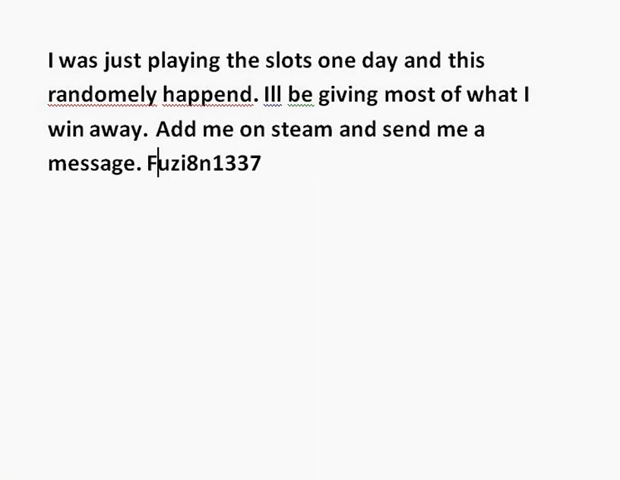 I was just playing the slots one day and this
randomely happend. Ill be giving most of what I
win away. Add me on steam and send me a
message. Fuzi8n1337